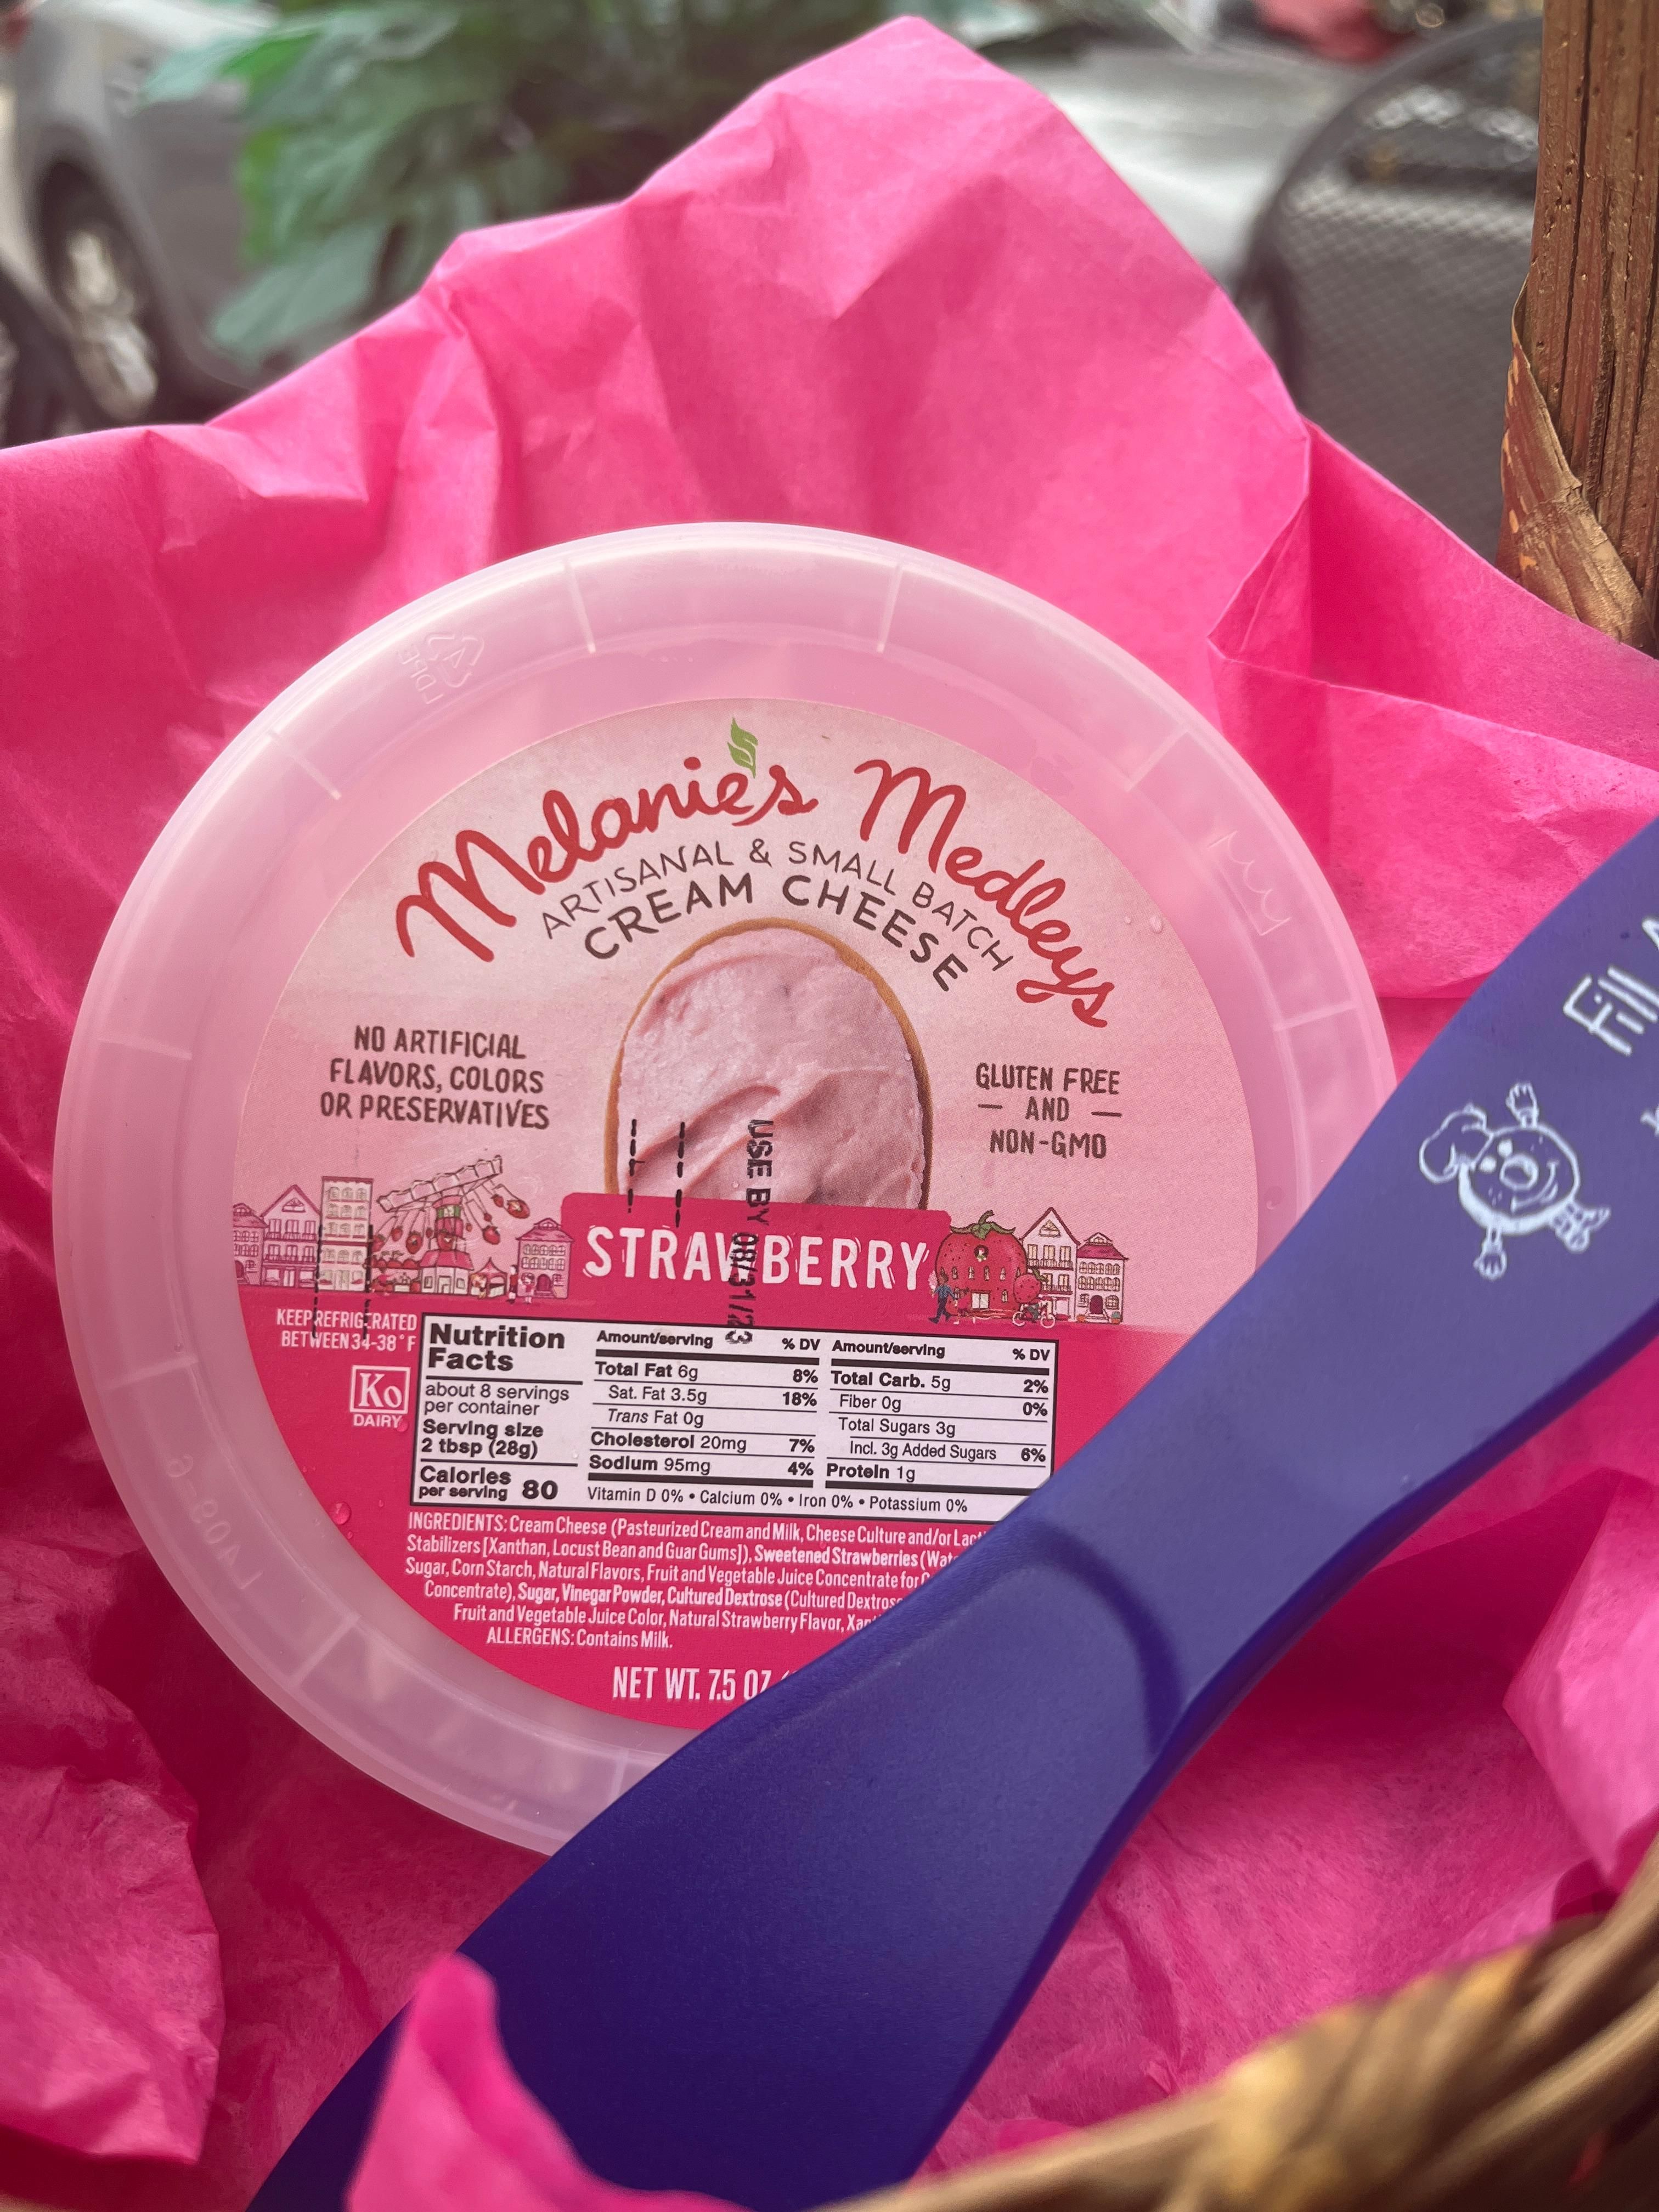 LDPE
4
Melanie's Medleys
ARTISANAL & SMALL BATCH
CREAM CHEESE
NO ARTIFICIAL
FLAVORS, COLORS
OR PRESERVATIVES
GLUTEN FREE
AND
NON-GMO
USE BY 08/31/23
STRAWBERRY
KEEP REFRIGERATED
BETWEEN 34-38°F
KO
DAIRY
Nutrition
Facts
about 8 servings
per container
Serving size
2 tbsp (28g)
Calories
per serving 80
Amount/serving % DV
Total Fat 6g 8%
Sat. Fat 3.5g 18%
Trans Fat 0g
Cholesterol 20mg 7%
Sodium 95mg 4%
Amount/serving % DV
Total Carb. 5g 2%
Fiber 0g 0%
Total Sugars 3g
Incl. 3g Added Sugars 6%
Protein 1g
Vitamin D 0% • Calcium 0% • Iron 0% • Potassium 0%
INGREDIENTS: Cream Cheese (Pasteurized Cream and Milk, Cheese Culture and/or
Stabilizers [Xanthan, Locust Bean and Guar Gums]), Sweetened Strawberries
Sugar, Corn Starch, Natural Flavors, Fruit and Vegetable Juice Concentrate for
Concentrate), Sugar, Vinegar Powder, Cultured Dextrose (Cultured
Fruit and Vegetable Juice Color, Natural Strawberry Flavor,
ALLERGENS: Contains Milk.
NET WT. 7.5 OZ
Fill